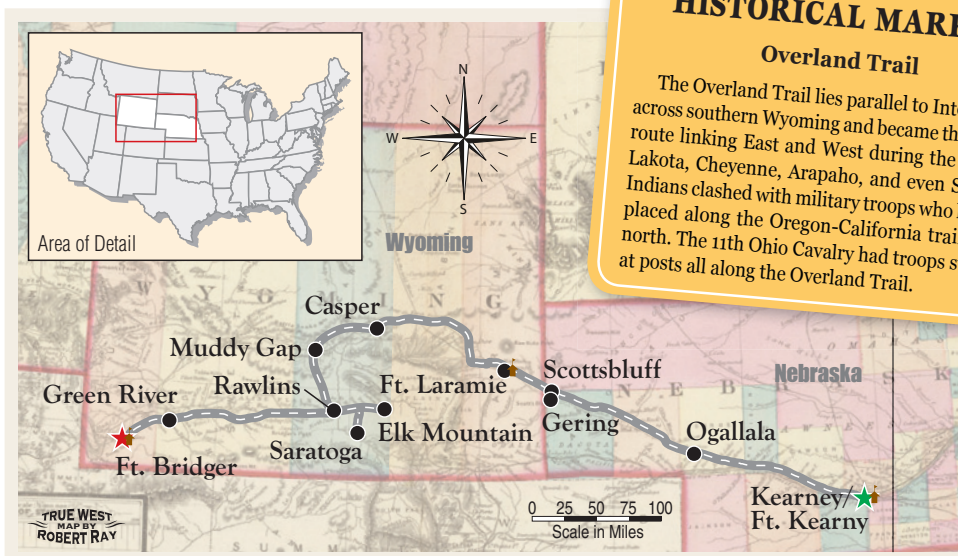 HISTORICAL
Overland Trail
The Overland Trail lies parallel to
across southern Wyoming and became
route linking East and West during the
Lakota, Cheyenne, Arapaho, and even
Indians clashed with military troops who
placed along the Oregon-California
north. The 11th Ohio Cavalry had troops
at posts all along the Overland Trail.
Area of Detail
N
W
E
S
Wyoming
W Y O M I N G
Casper
Muddy Gap
Rawlins
Ft. Laramie
Green River
Scottsbluff
Nebraska
N E B
S K
Gering
Elk Mountain
Saratoga
Ft. Bridger
Ogallala
Kearney/
Ft. Kearny
0 25 50 75 100
Scale in Miles
TRUE WEST
MAP BY
ROBERT RAY